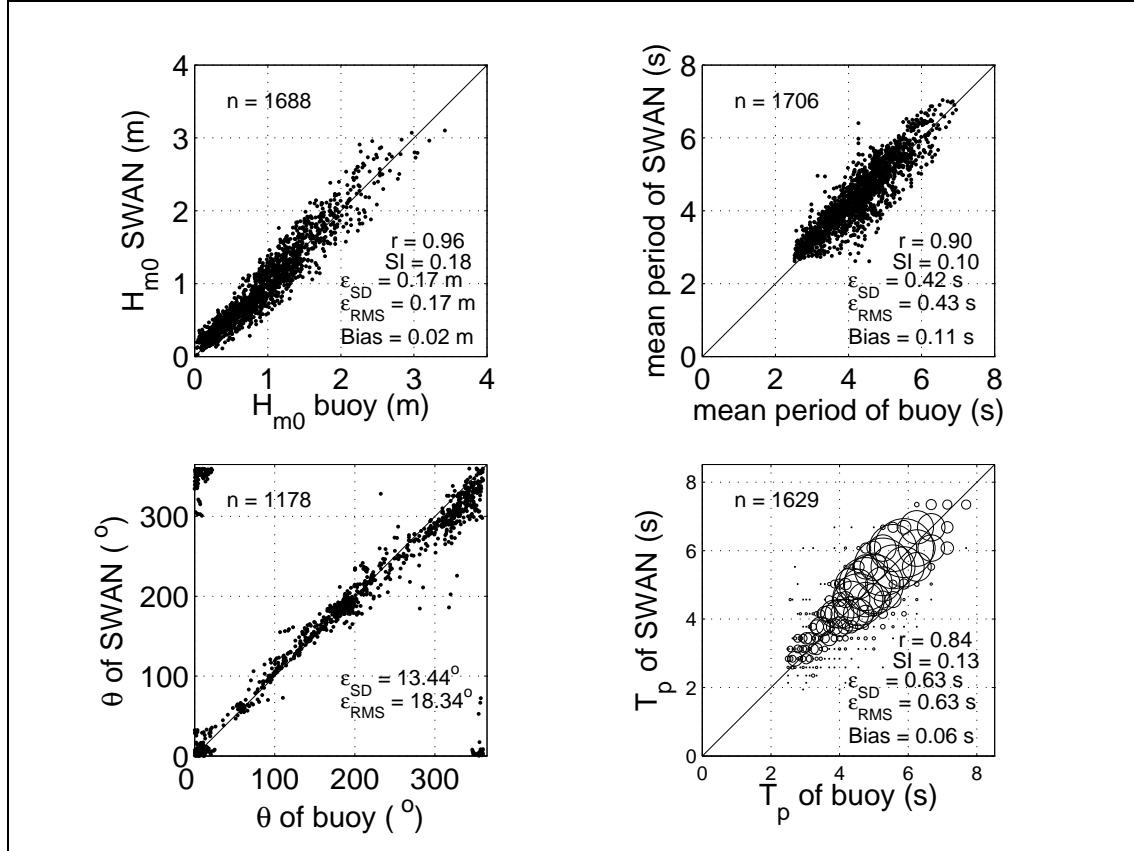 4
3
2
1
0
0 1 2 3 4
H_m0 SWAN (m)
H_m0 buoy (m)
n = 1688
r = 0.96
SI = 0.18
ε_SD = 0.17 m
ε_RMS = 0.17 m
Bias = 0.02 m
8
6
4
2
0
0 2 4 6 8
mean period of SWAN (s)
mean period of buoy (s)
n = 1706
r = 0.90
SI = 0.10
ε_SD = 0.42 s
ε_RMS = 0.43 s
Bias = 0.11 s
300
200
100
0
0 100 200 300
θ of SWAN (°)
θ of buoy (°)
n = 1178
ε_SD = 13.44°
ε_RMS = 18.34°
8
6
4
2
0
0 2 4 6 8
T_p of SWAN (s)
T_p of buoy (s)
n = 1629
r = 0.84
SI = 0.13
ε_SD = 0.63 s
ε_RMS = 0.63 s
Bias = 0.06 s